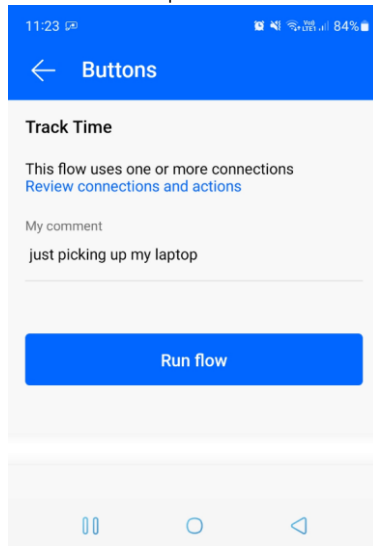 11:23 84%
Buttons
Track Time
This flow uses one or more connections
Review connections and actions
My comment
just picking up my laptop
Run flow